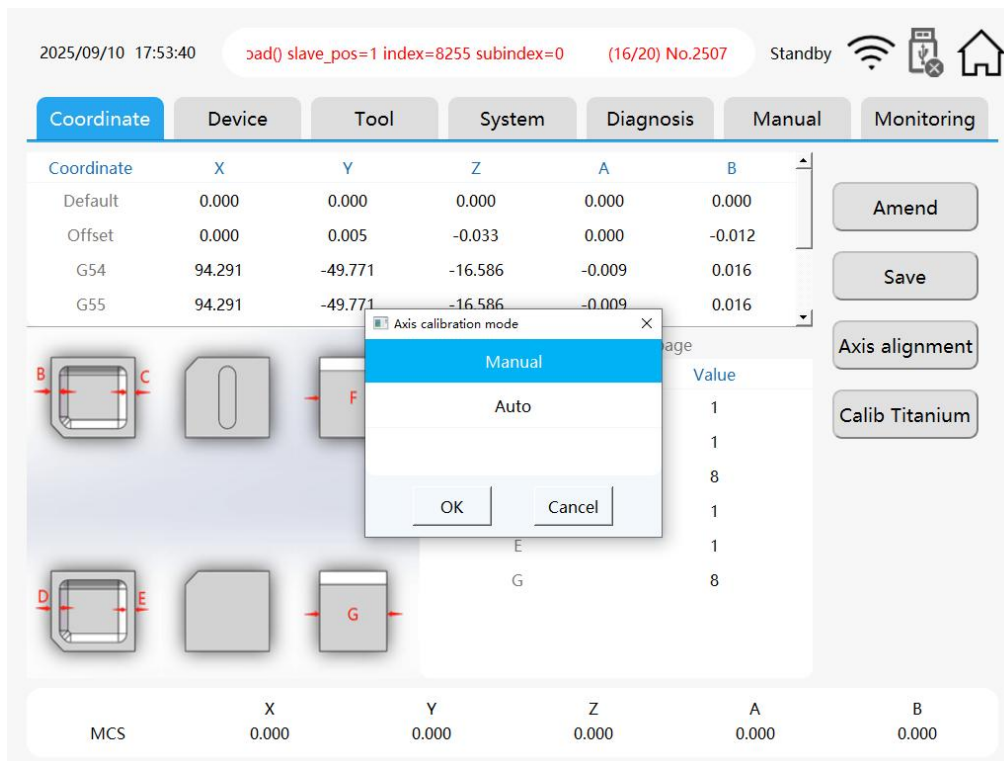 2025/09/10 17:53:40 oad() slave_pos=1 index=8255 subindex=0 (16/20) No.2507 Standby
Coordinate Device Tool System Diagnosis Manual Monitoring
Coordinate X Y Z A B
Default 0.000 0.000 0.000 0.000 0.000
Amend
Offset 0.000 0.005 -0.033 0.000 -0.012
G54 94.291 -49.771 -16.586 -0.009 0.016
Save
G55 94.291 -49.771 -16.586 -0.009 0.016
Axis calibration mode
Axis alignment
Manual
Value
B C
F
Auto
1
Calib Titanium
1
8
OK Cancel
1
E 1
G 8
D E
G
X Y Z A B
MCS 0.000 0.000 0.000 0.000 0.000